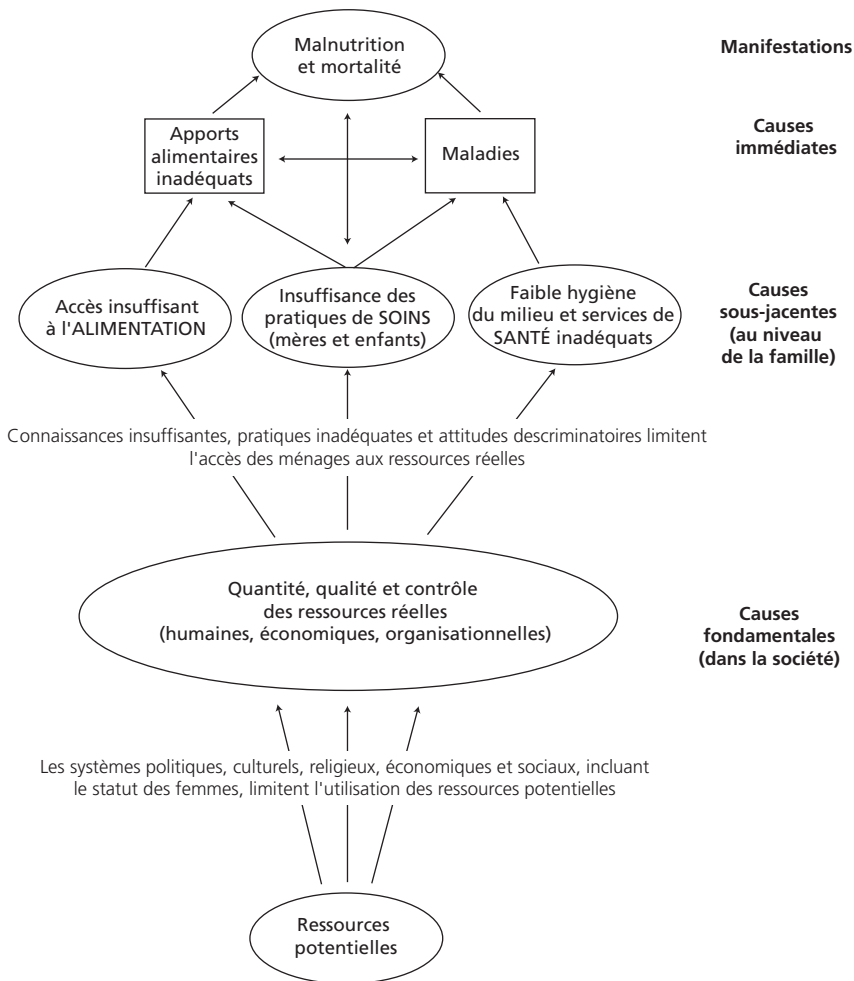 Malnutrition
et mortalité
Manifestations
Apports
alimentaires
inadéquats
Maladies
Causes
immédiates
Accès insuffisant
à l'ALIMENTATION
Insuffisance des
pratiques de SOINS
(mères et enfants)
Faible hygiène
du milieu et services de
SANTÉ inadéquats
Causes
sous-jacentes
(au niveau
de la famille)
Connaissances insuffisantes, pratiques inadéquates et attitudes descriminatoires limitent
l'accès des ménages aux ressources réelles
Quantité, qualité et contrôle
des ressources réelles
(humaines, économiques, organisationnelles)
Causes
fondamentales
(dans la société)
Les systèmes politiques, culturels, religieux, économiques et sociaux, incluant
le statut des femmes, limitent l'utilisation des ressources potentielles
Ressources
potentielles